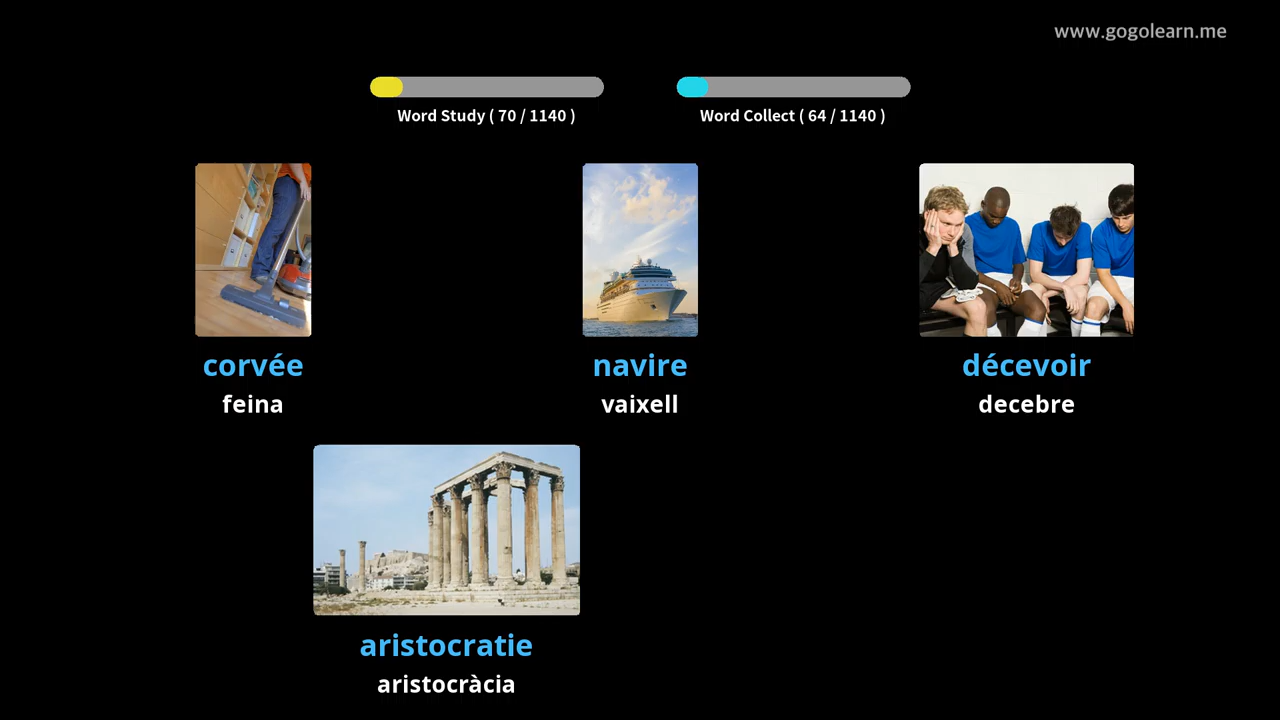 www.gogolearn.me
Word Study ( 70 / 1140 )
Word Collect ( 64 / 1140 )
corvée
feina
navire
vaixell
décevoir
decebre
aristocratie
aristocràcia